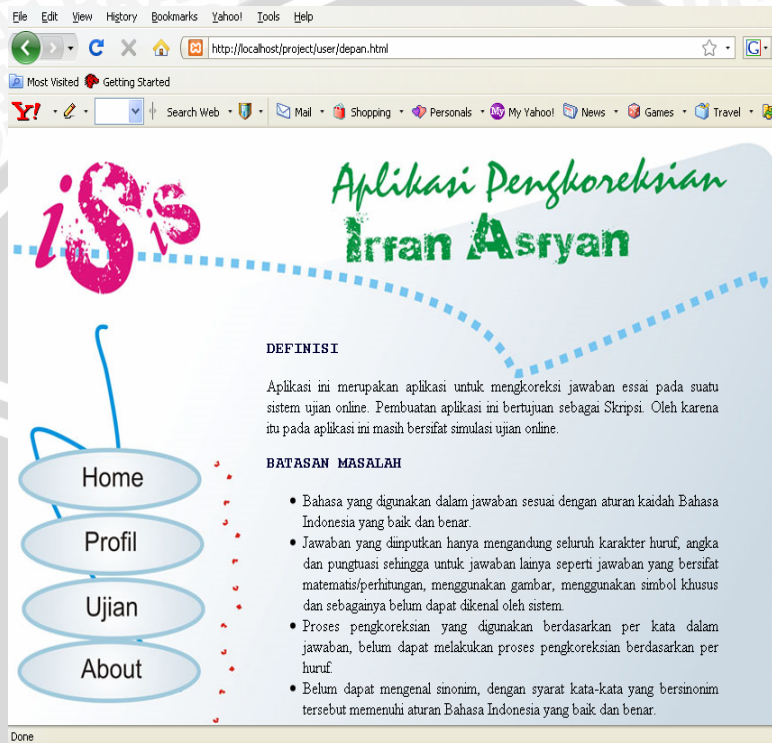 File Edit View History Bookmarks Yahoo! Tools Help
http://localhost/project/user/depan.html
Most Visited Getting Started
Y! Search Web Mail Shopping Personals My Yahoo! News Games Travel
iSis
Aplikasi Pengkoreksian
Irfan Asfyan
DEFINISI
Aplikasi ini merupakan aplikasi untuk mengkoreksi jawaban essai pada suatu
sistem ujian online. Pembuatan aplikasi ini bertujuan sebagai Skripsi. Oleh karena
itu pada aplikasi ini masih bersifat simulasi ujian online.
BATASAN MASALAH
• Bahasa yang digunakan dalam jawaban sesuai dengan aturan kaidah Bahasa
Indonesia yang baik dan benar.
• Jawaban yang diinputkan hanya mengandung seluruh karakter huruf, angka
dan pungtuasi sehingga untuk jawaban lainya seperti jawaban yang bersifat
matematis/perhitungan, menggunakan gambar, menggunakan simbol khusus
dan sebagainya belum dapat dikenal oleh sistem.
• Proses pengkoreksian yang digunakan berdasarkan per kata dalam
jawaban, belum dapat melakukan proses pengkoreksian berdasarkan per
huruf.
• Belum dapat mengenal sinonim, dengan syarat kata-kata yang bersinonim
tersebut memenuhi aturan Bahasa Indonesia yang baik dan benar.
Home
Profil
Ujian
About
Done